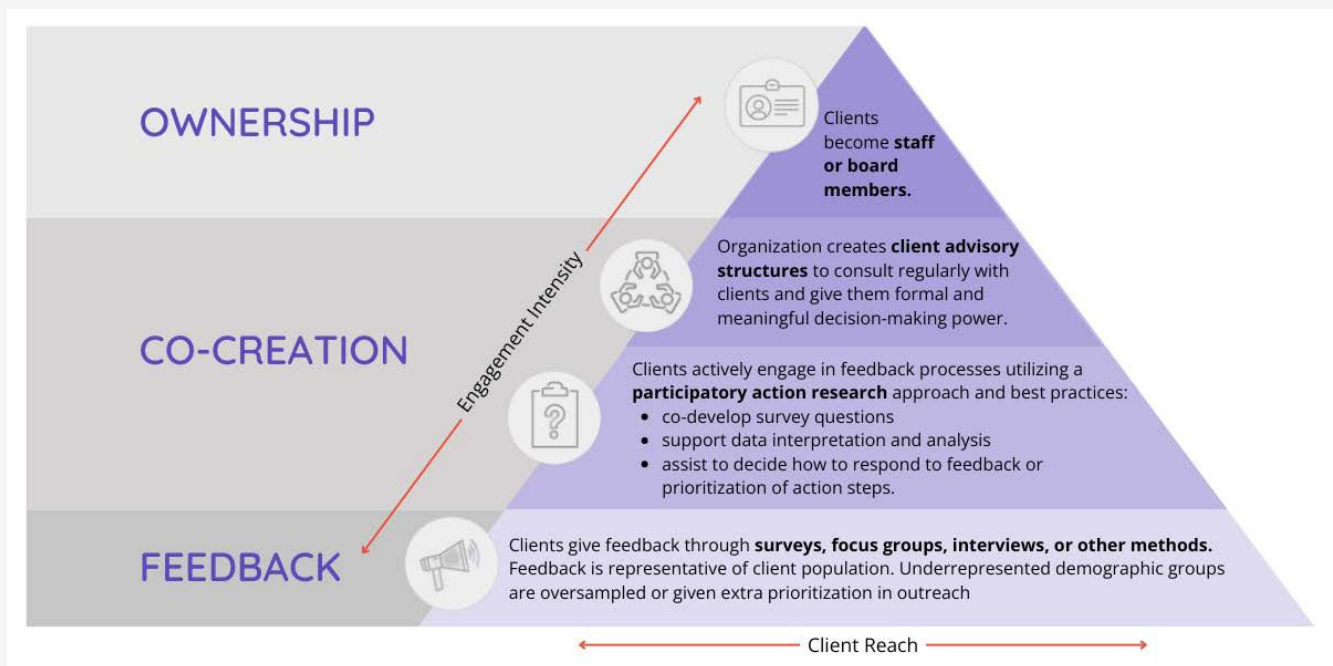 OWNERSHIP
Clients
become staff
or board
members.
Engagement Intensity
CO-CREATION
Organization creates client advisory
structures to consult regularly with
clients and give them formal and
meaningful decision-making power.
Clients actively engage in feedback processes utilizing a
participatory action research approach and best practices:
• co-develop survey questions
• support data interpretation and analysis
• assist to decide how to respond to feedback or
prioritization of action steps.
FEEDBACK
Clients give feedback through surveys, focus groups, interviews, or other methods.
Feedback is representative of client population. Underrepresented demographic groups
are oversampled or given extra prioritization in outreach
Client Reach